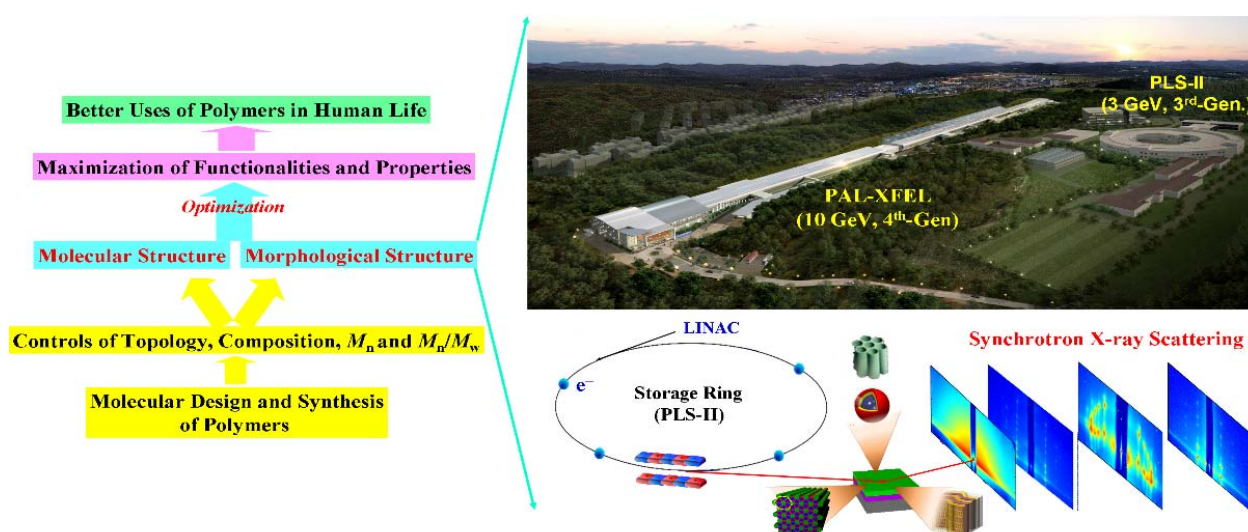 Better Uses of Polymers in Human Life
Maximization of Functionalities and Properties
Optimization
Molecular Structure
Morphological Structure
Controls of Topology, Composition, Mn and Mn/Mw
Molecular Design and Synthesis
of Polymers
PLS-II
(3 GeV, 3rd-Gen.)
PAL-XFEL
(10 GeV, 4th-Gen)
LINAC
e−
Storage Ring
(PLS-II)
Synchrotron X-ray Scattering